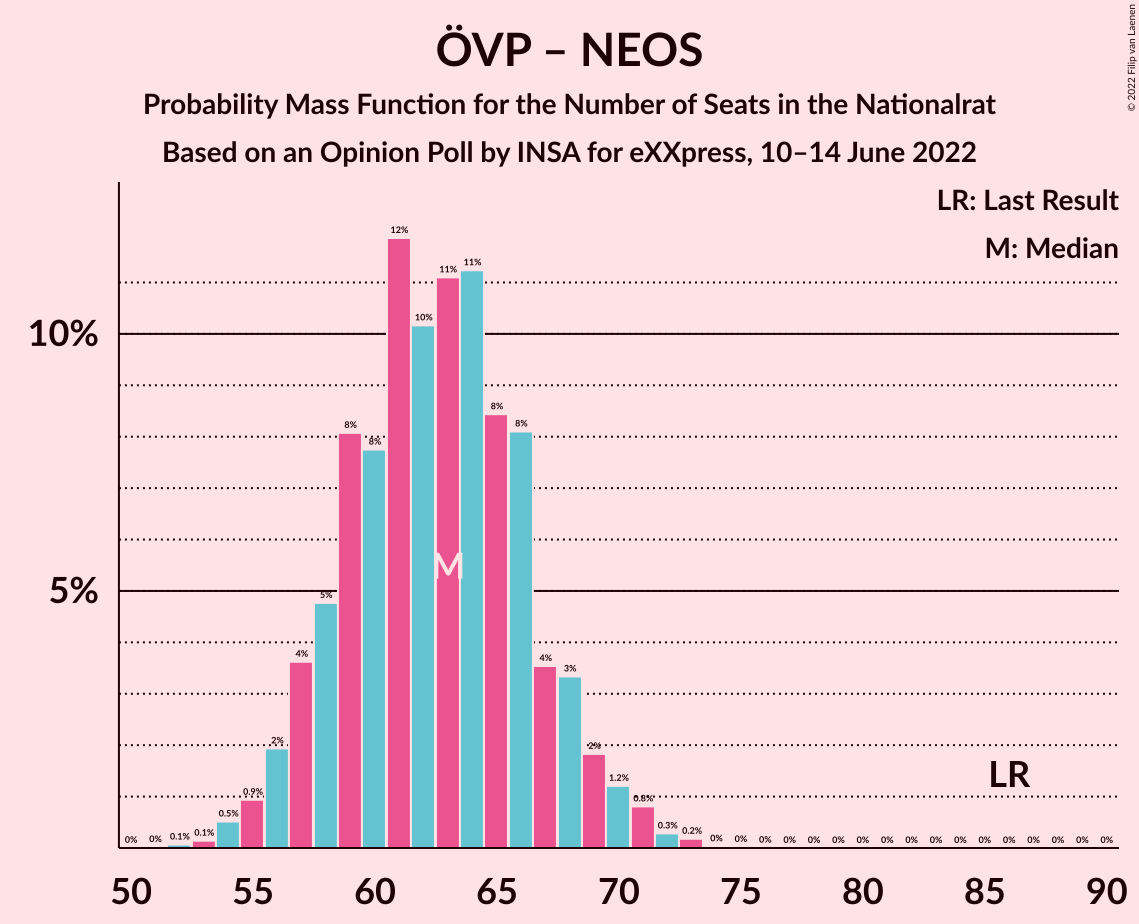 ÖVP – NEOS
Probability Mass Function for the Number of Seats in the Nationalrat
Based on an Opinion Poll by INSA for eXXpress, 10–14 June 2022
© 2022 Filip van Laenen
LR: Last Result
M: Median
10%
5%
0% 0% 0.1% 0.1% 0.5% 0.9% 2% 4% 5% 8% 8% 12% 10% 11% 11% 8% 8% 4% 3% 2% 1.2% 0.8% 0.3% 0.2% 0% 0% 0% 0% 0% 0% 0% 0% 0% 0% 0% 0% 0% 0% 0% 0% 0%
M
LR
50 55 60 65 70 75 80 85 90